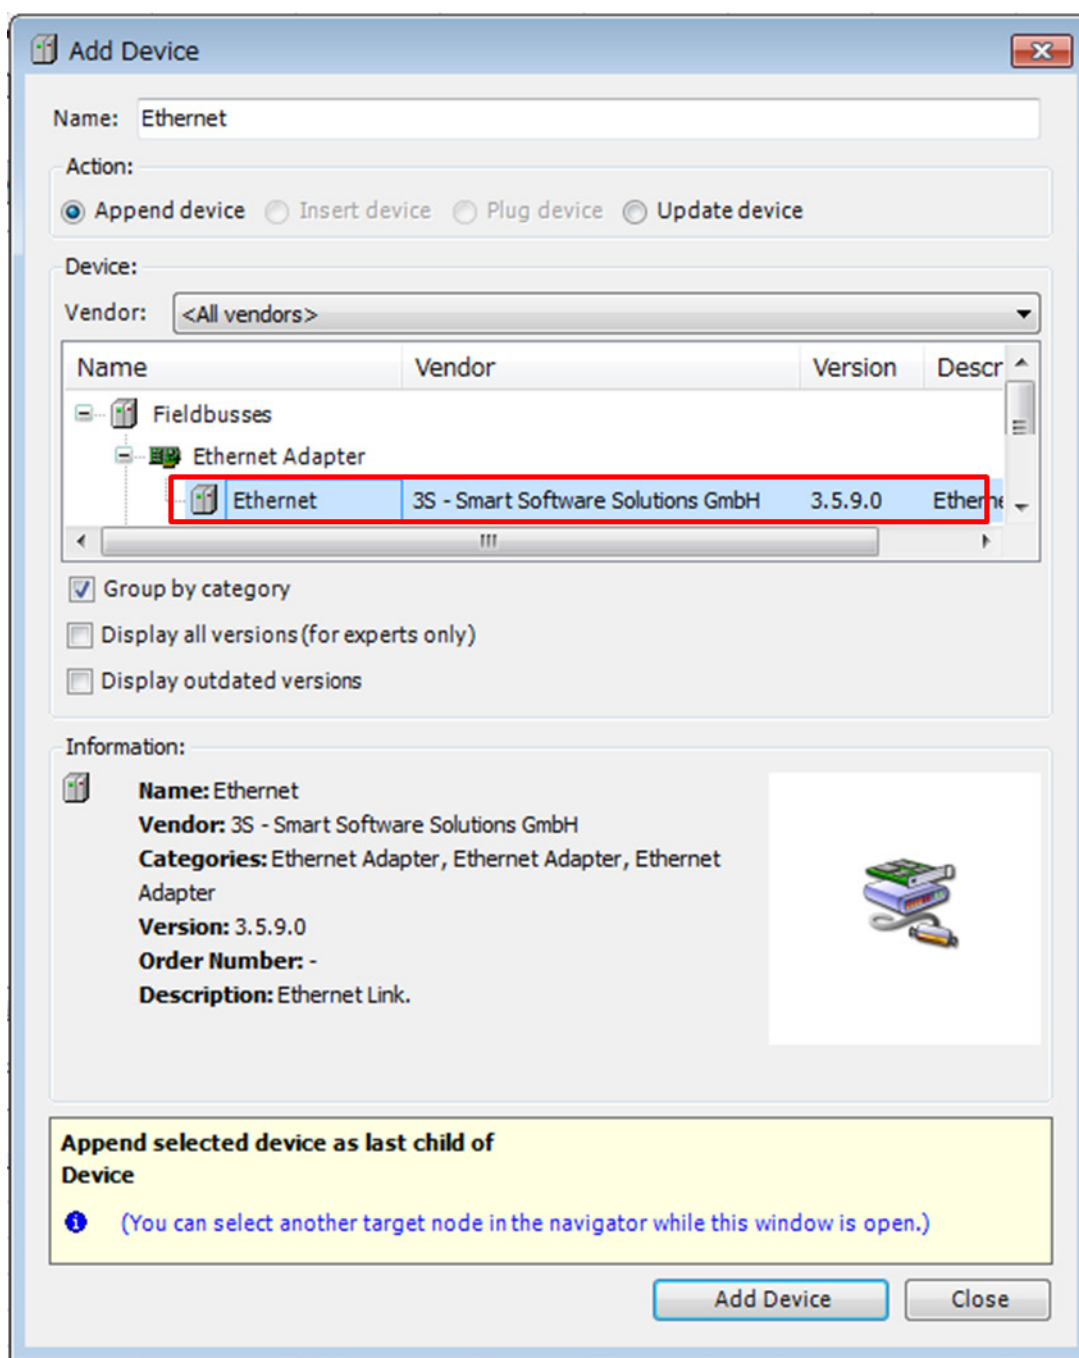 Add Device
Name: Ethernet
Action:
Append device Insert device Plug device Update device
Device:
Vendor: <All vendors>
Name Vendor Version Descr
Fieldbusses
Ethernet Adapter
Ethernet 3S - Smart Software Solutions GmbH 3.5.9.0 Etherne
Group by category
Display all versions (for experts only)
Display outdated versions
Information:
Name: Ethernet
Vendor: 3S - Smart Software Solutions GmbH
Categories: Ethernet Adapter, Ethernet Adapter, Ethernet
Adapter
Version: 3.5.9.0
Order Number: -
Description: Ethernet Link.
Append selected device as last child of
Device
(You can select another target node in the navigator while this window is open.)
Add Device Close